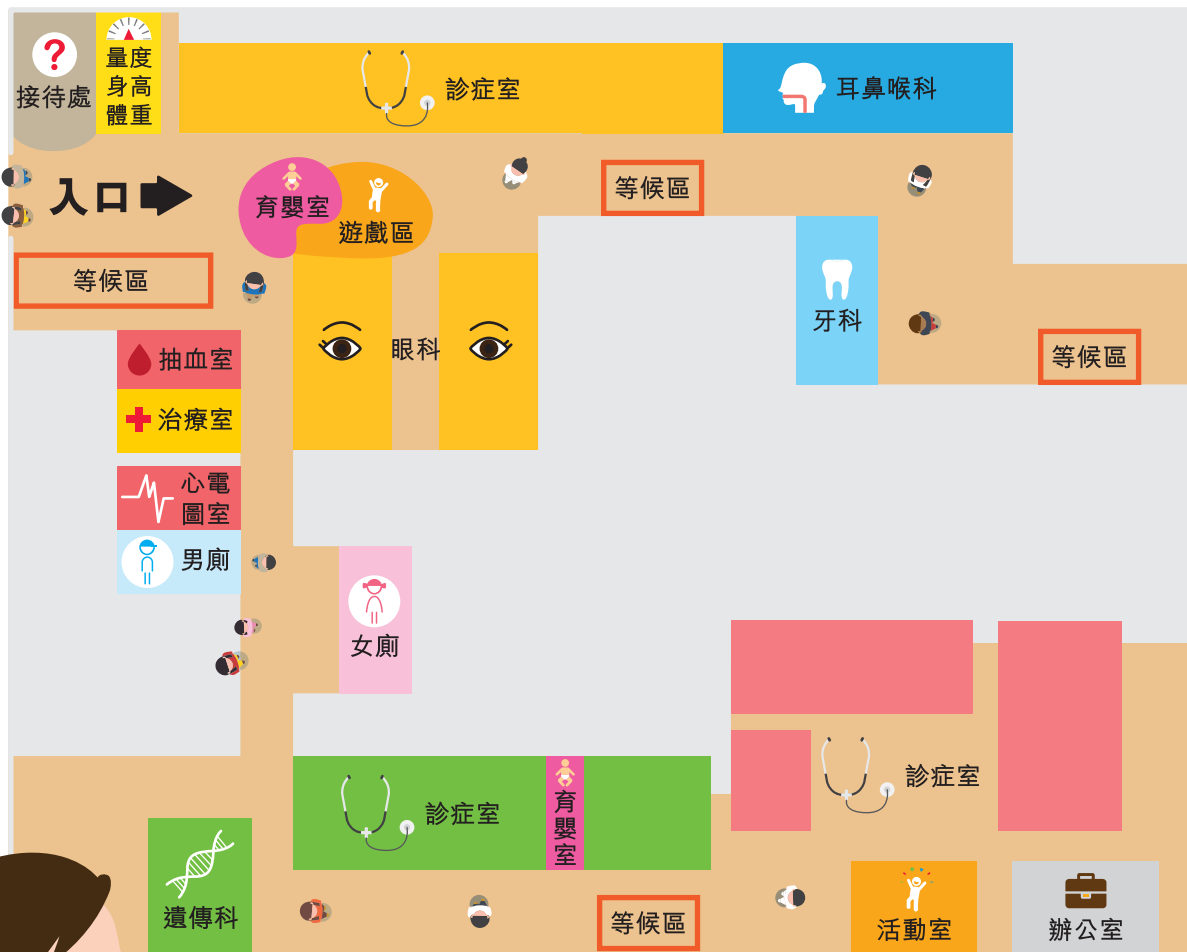 接待處
量度
身高
體重
診症室
耳鼻喉科
入口
育嬰室
遊戲區
等候區
等候區
牙科
等候區
抽血室
眼科
治療室
心電
圖室
男廁
女廁
診症室
育
嬰
室
診症室
遺傳科
等候區
活動室
辦公室